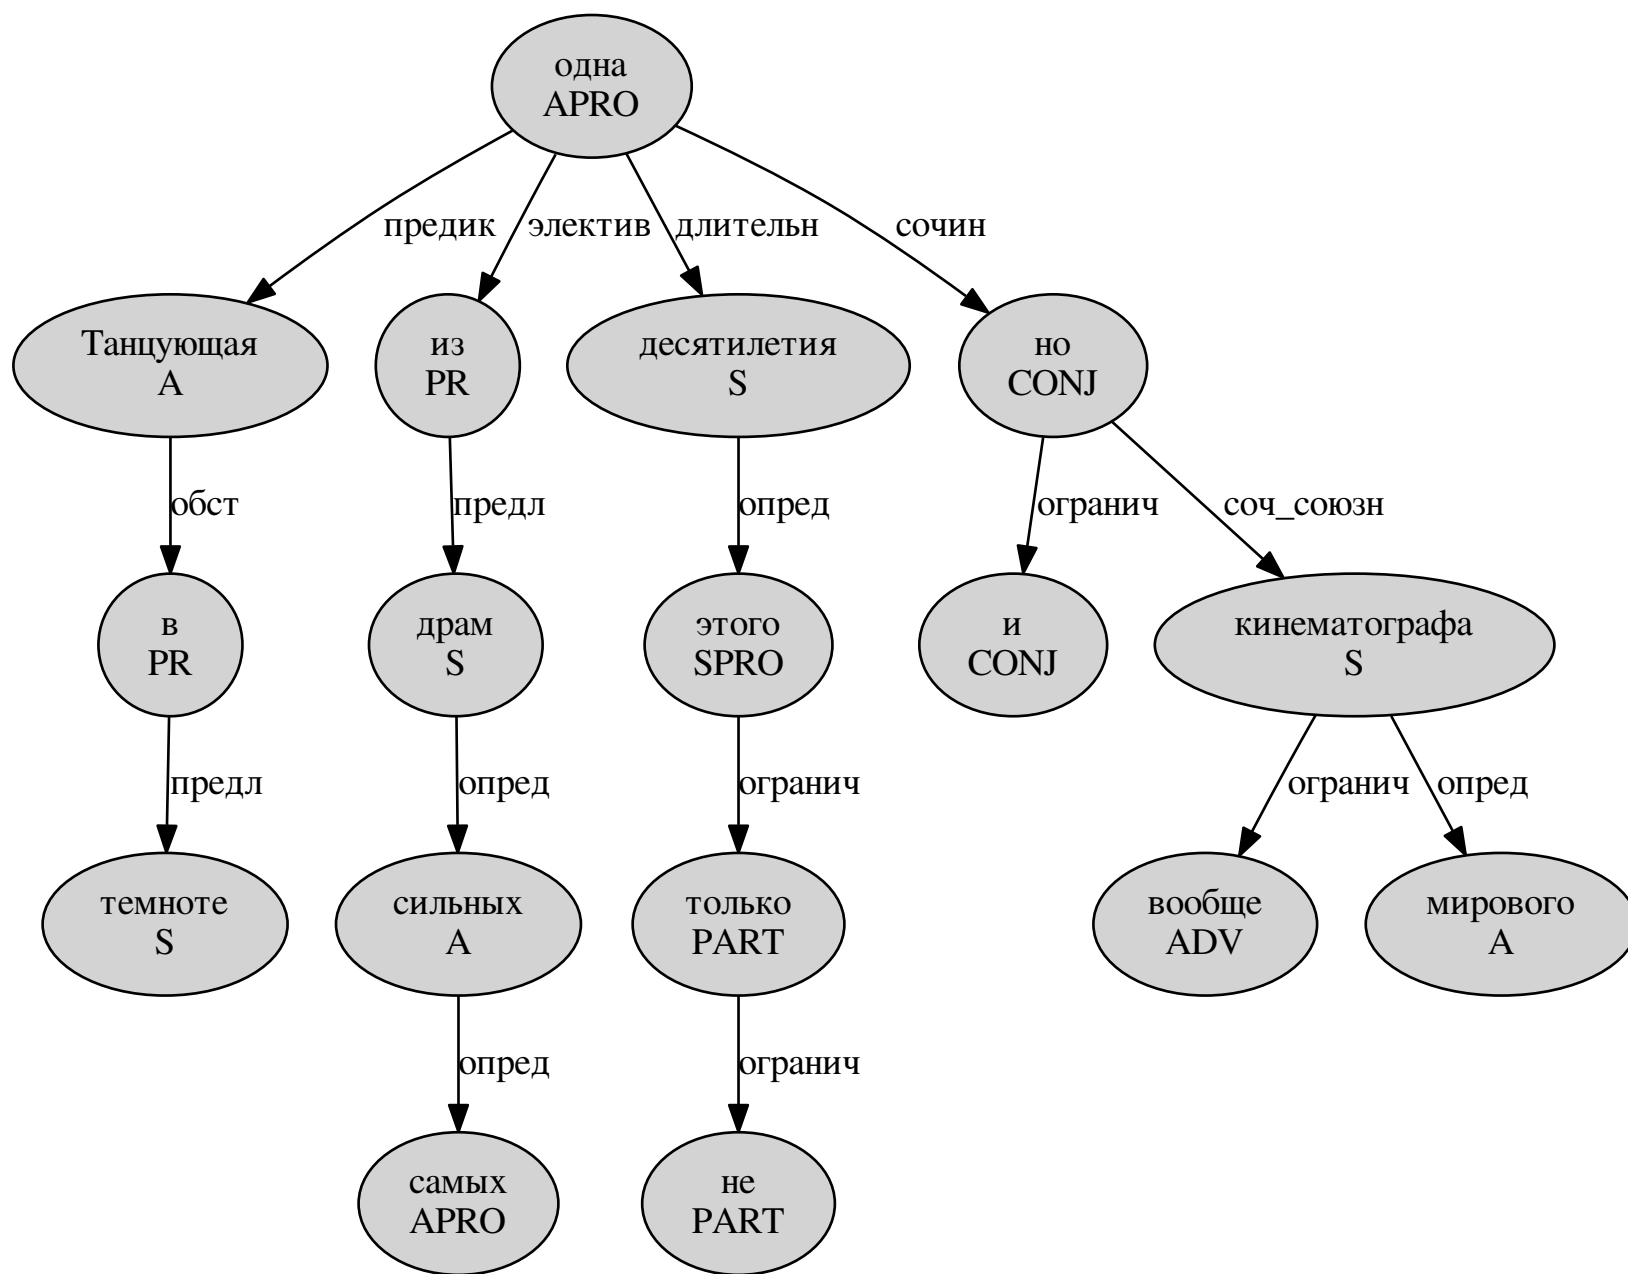 одна
APRO
предик
электив
длительн
сочин
Танцующая
A
из
PR
десятилетия
S
но
CONJ
обст
предл
опред
огранич
соч_союзн
в
PR
драм
S
этого
SPRO
и
CONJ
кинематографа
S
предл
опред
огранич
огранич
опред
темноте
S
сильных
A
только
PART
вообще
ADV
мирового
A
опред
огранич
самых
APRO
не
PART